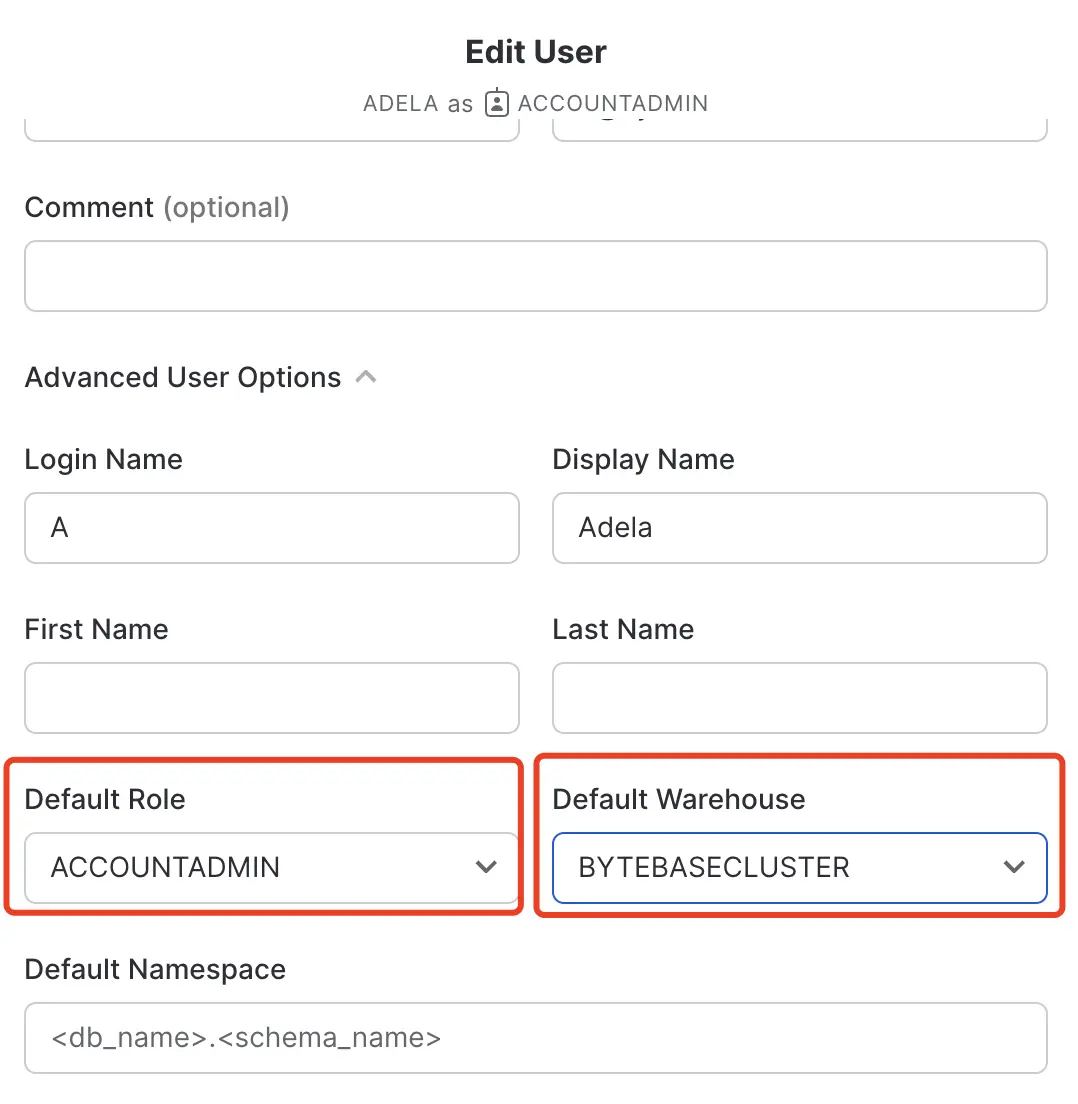 Edit User
ADELA as ACCOUNTADMIN
Comment (optional)
Advanced User Options
Login Name Display Name
A Adela
First Name Last Name
Default Role Default Warehouse
ACCOUNTADMIN BYTEBASECLUSTER
Default Namespace
<db_name>.<schema_name>